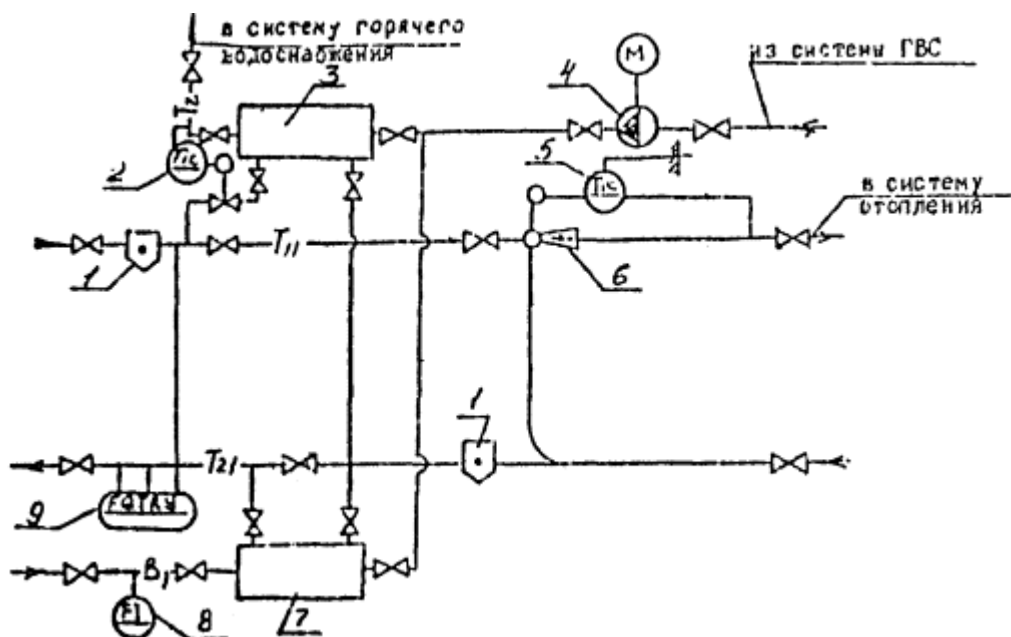 в систему горячего
водоснабжения
3
4
M
из системы ГВС
T2
2
TIC
5
TIC
в систему
отопления
1
T11
6
1
T21
9
B1
FI
8
7